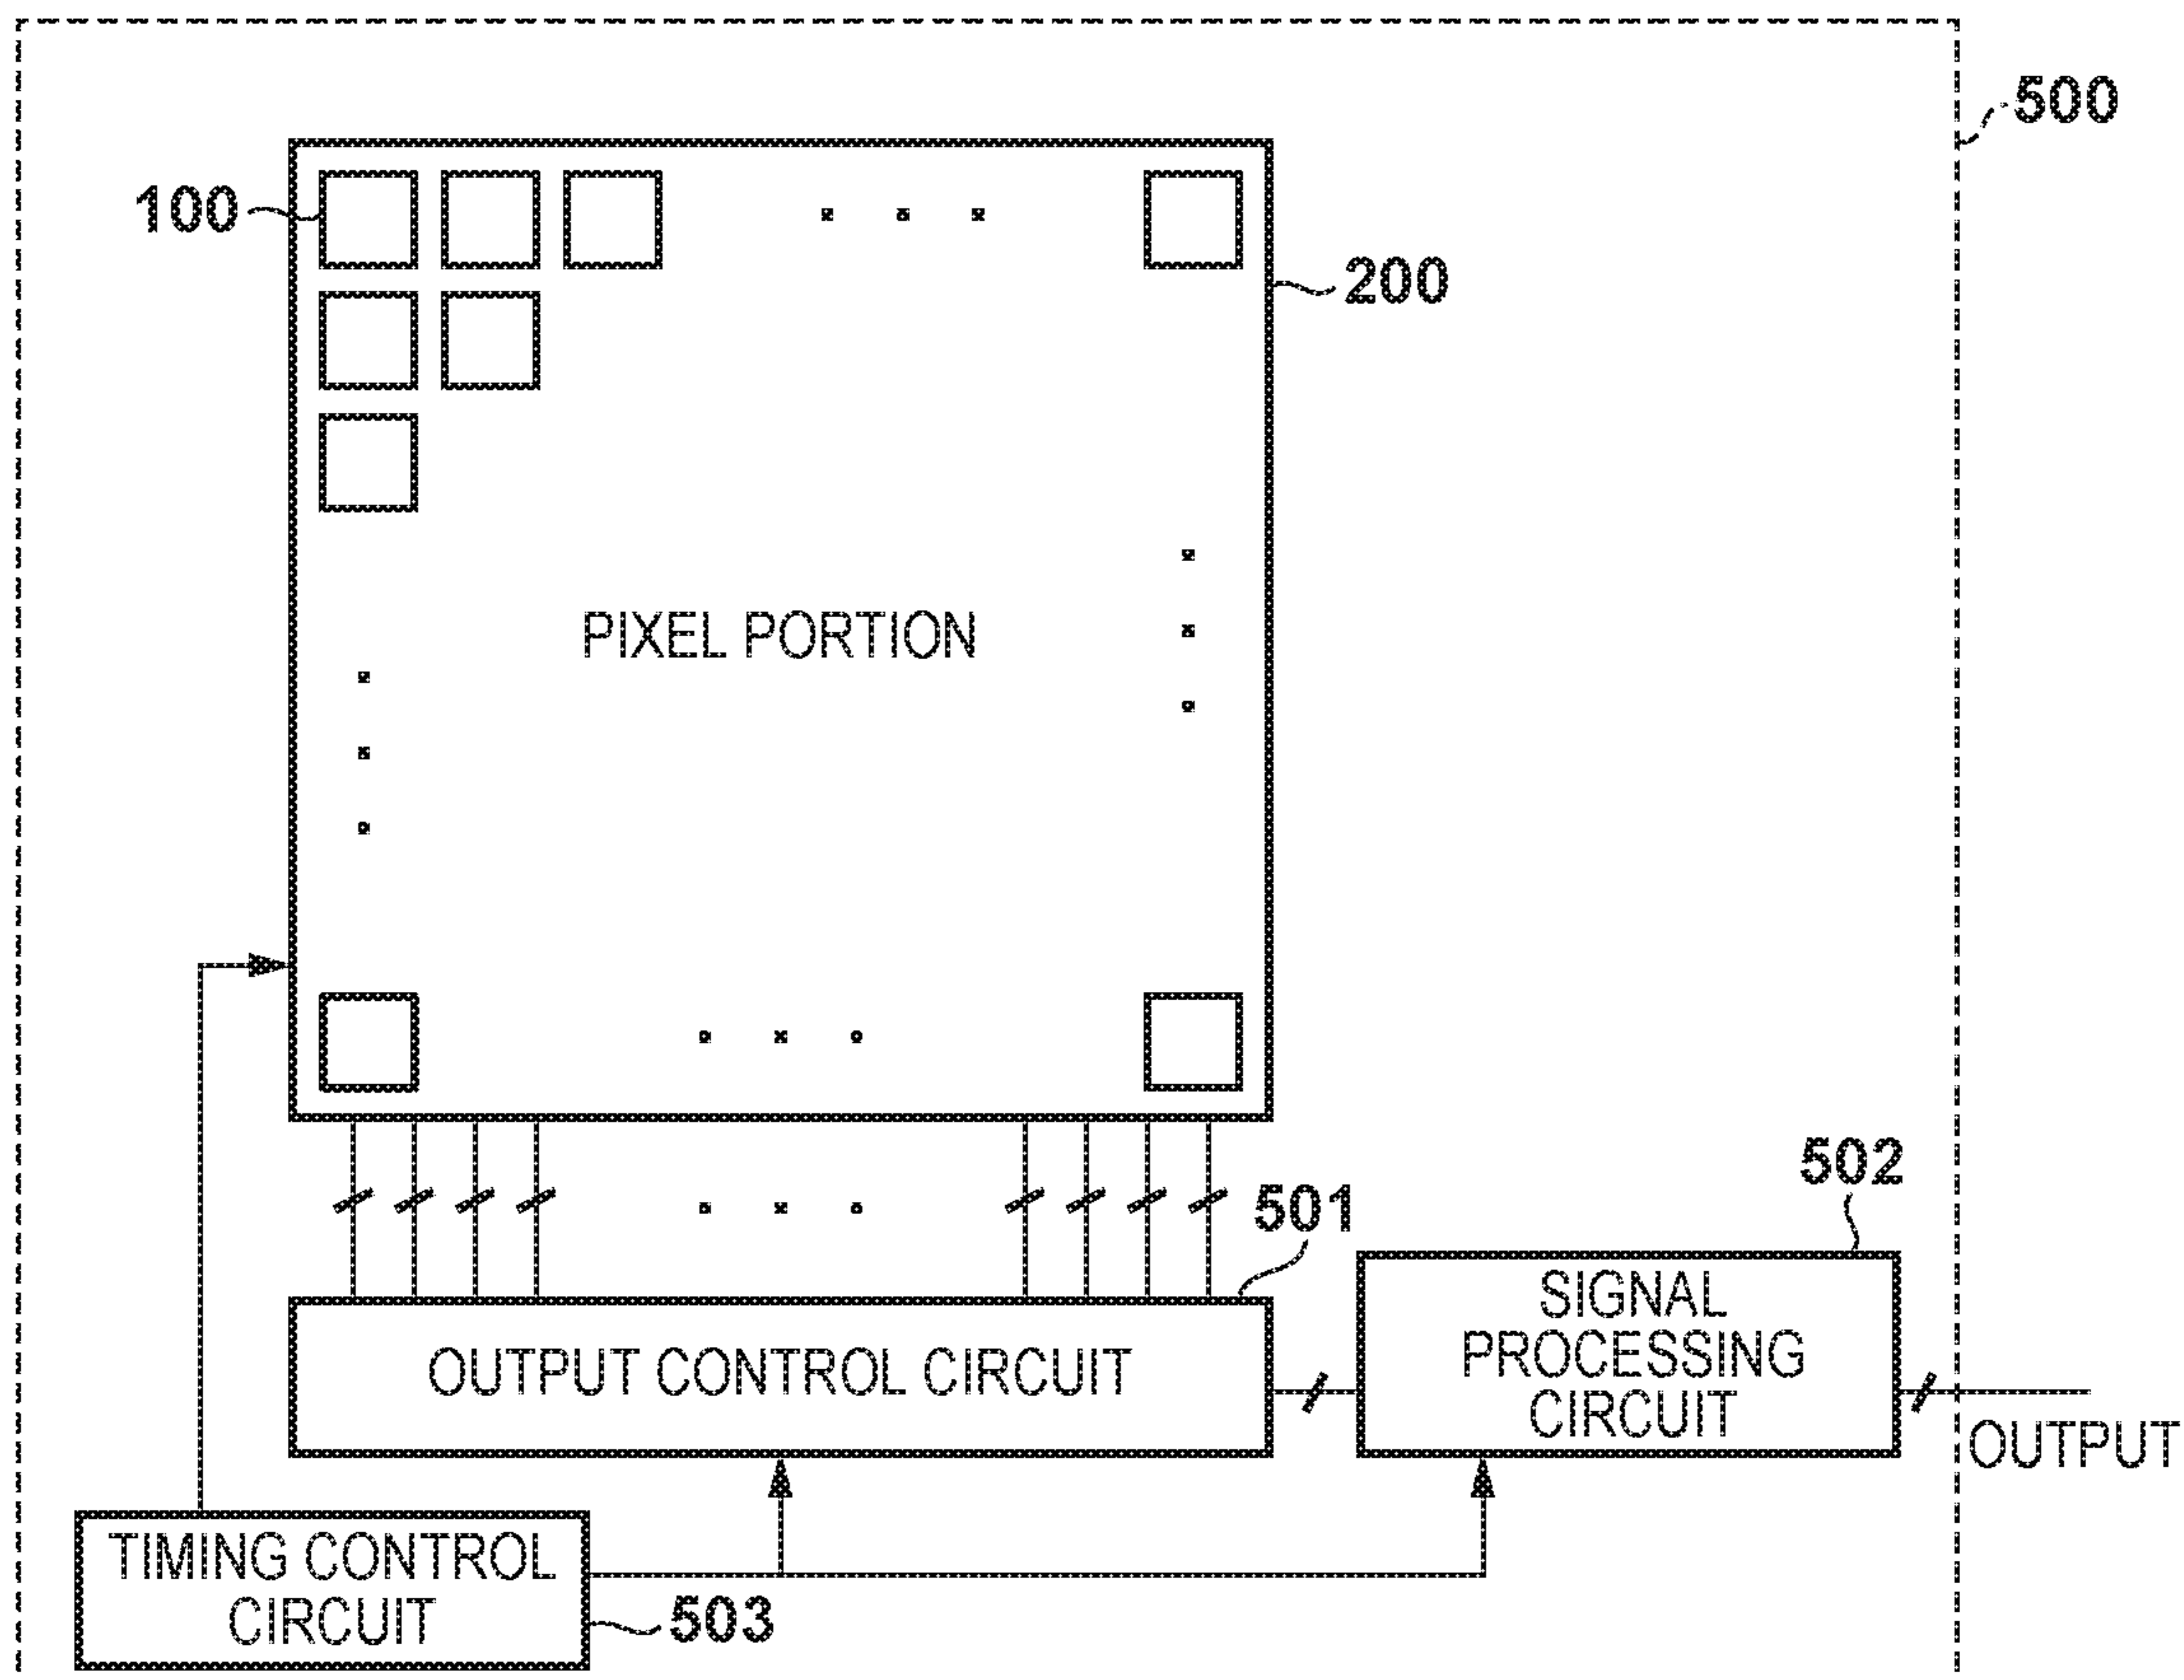 500
100
200
PIXEL PORTION
502
501
SIGNAL
PROCESSING
CIRCUIT
OUTPUT CONTROL CIRCUIT
OUTPUT
TIMING CONTROL
CIRCUIT
503